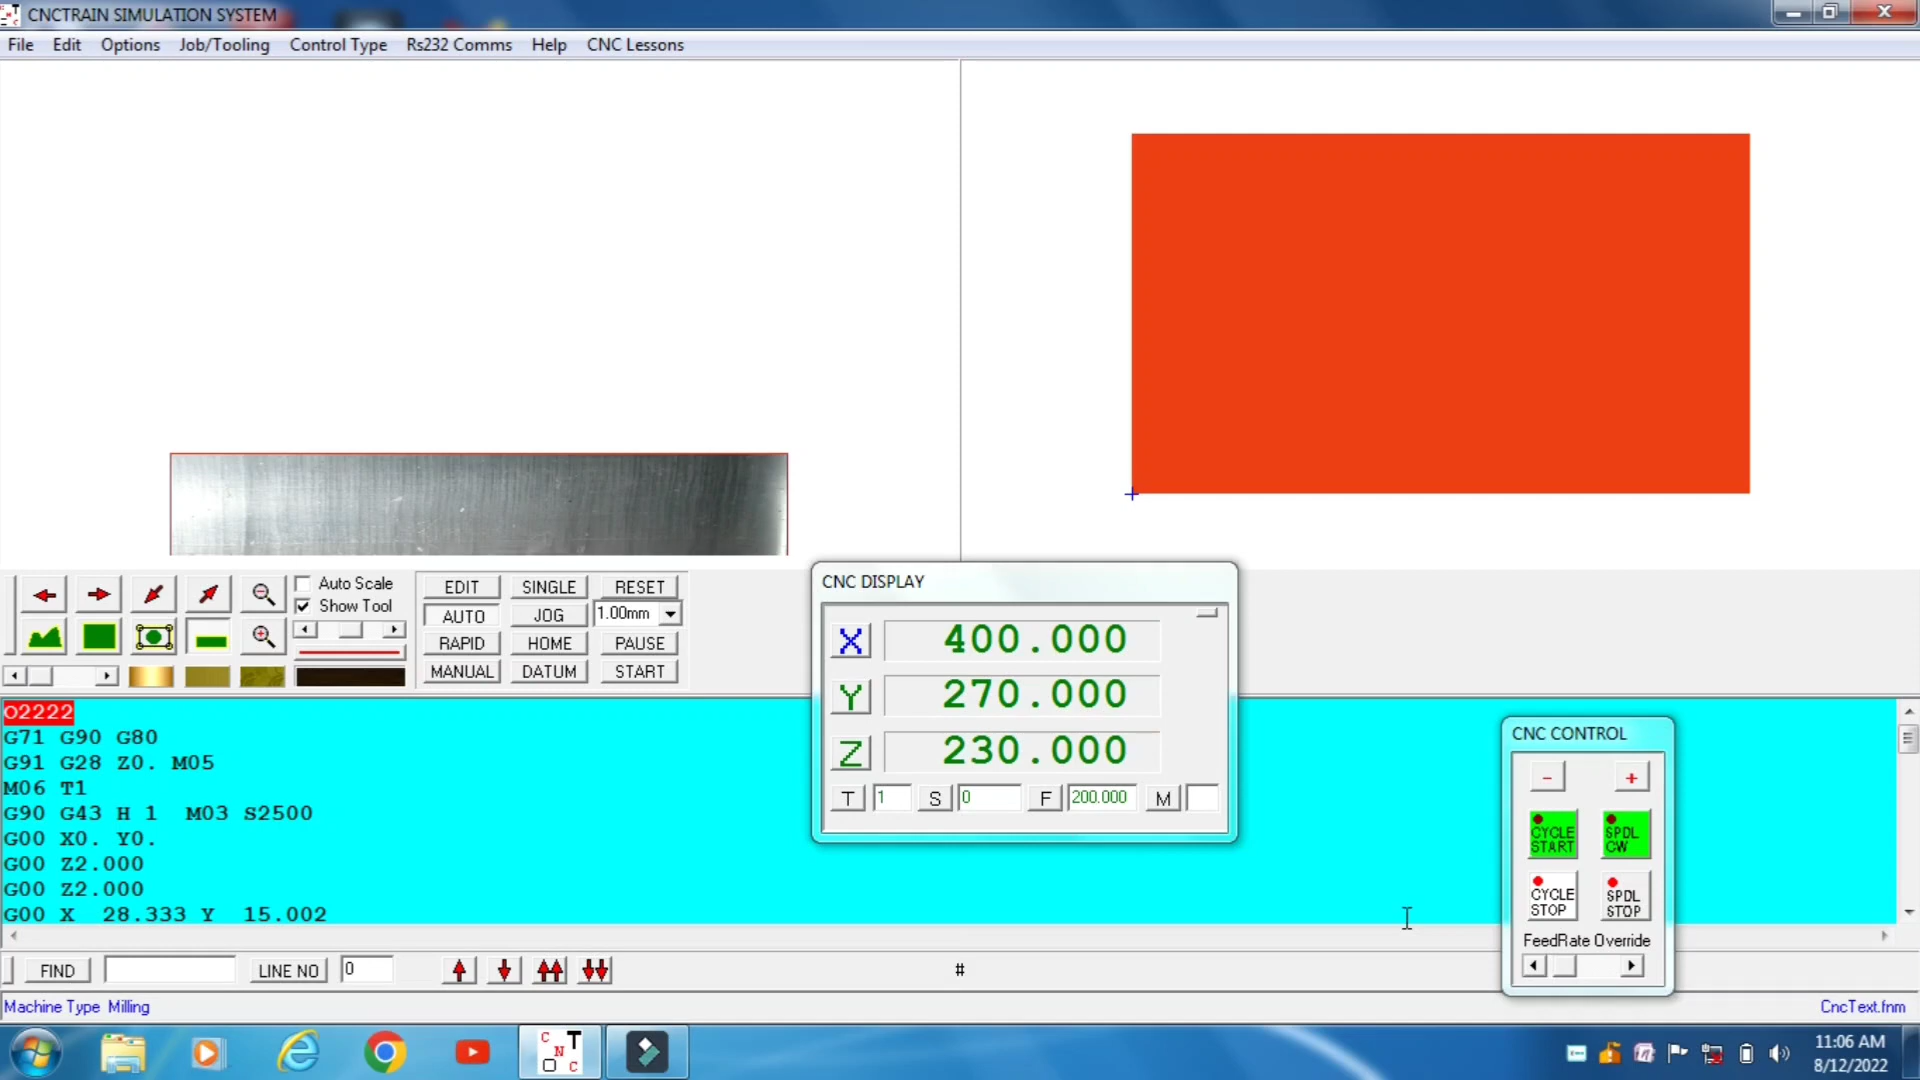 CNCTRAIN SIMULATION SYSTEM
File Edit Options Job/Tooling Control Type Rs232 Comms Help CNC Lessons
Auto Scale
Show Tool
EDIT SINGLE RESET
AUTO JOG 1.00mm
RAPID HOME PAUSE
MANUAL DATUM START
CNC DISPLAY
X 400.000
Y 270.000
Z 230.000
T 1 S 0 F 200.000 M
O2222
G71 G90 G80
G91 G28 Z0. M05
M06 T1
G90 G43 H 1 M03 S2500
G00 X0. Y0.
G00 Z2.000
G00 Z2.000
G00 X 28.333 Y 15.002
CNC CONTROL
- +
CYCLE START
SPDL CW
CYCLE STOP
SPDL STOP
FeedRate Override
FIND LINE NO 0 #
Machine Type Milling
CncText.fnm
C N T C
11:06 AM
8/12/2022